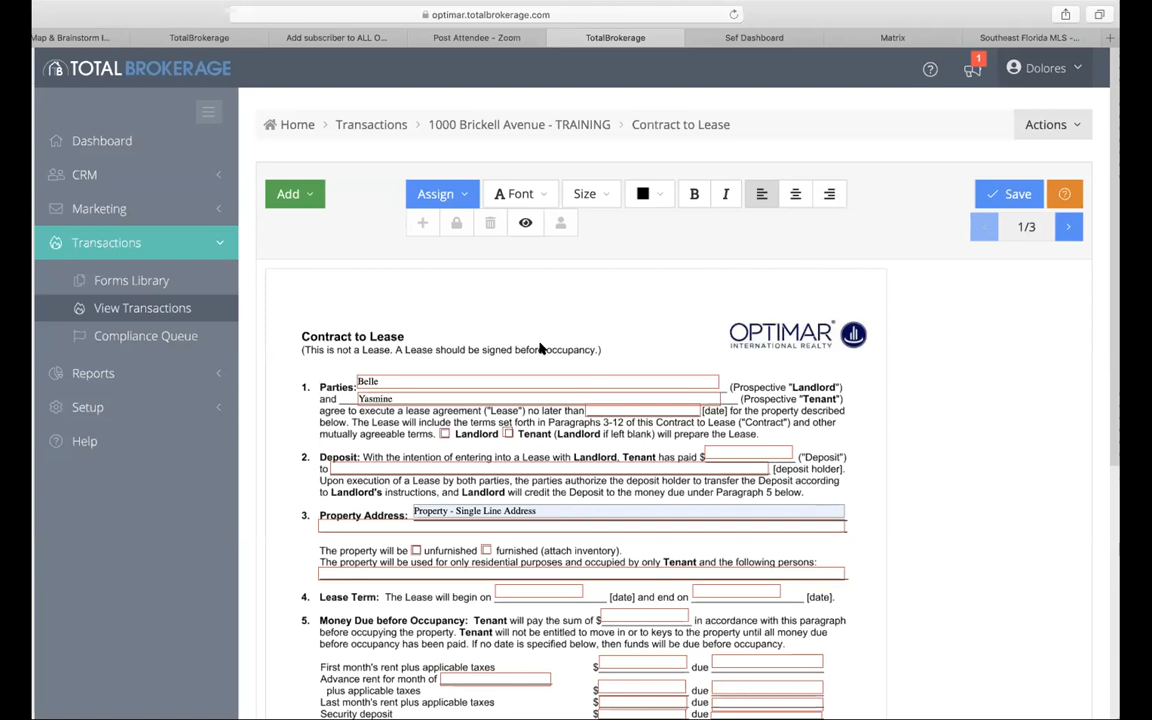 optimar.totalbrokerage.com
Map & Brainstorm I...
TotalBrokerage
Add subscriber to ALL O...
Post Attendee - Zoom
TotalBrokerage
Sef Dashboard
Matrix
Southeast Florida MLS -...
TOTALBROKERAGE
1
Dolores
Dashboard
CRM
Marketing
Transactions
Forms Library
View Transactions
Compliance Queue
Reports
Setup
Help
Home > Transactions > 1000 Brickell Avenue - TRAINING > Contract to Lease
Actions
Add
Assign
A Font
Size
B
I
Save
1/3
Contract to Lease
(This is not a Lease. A Lease should be signed before occupancy.)
OPTIMAR®
INTERNATIONAL REALTY
1. Parties: Belle (Prospective "Landlord")
and Yasmine (Prospective "Tenant")
agree to execute a lease agreement ("Lease") no later than [date] for the property described
below. The Lease will include the terms set forth in Paragraphs 3-12 of this Contract to Lease ("Contract") and other
mutually agreeable terms. Landlord Tenant (Landlord if left blank) will prepare the Lease.
2. Deposit: With the intention of entering into a Lease with Landlord, Tenant has paid $ ("Deposit")
to [deposit holder].
Upon execution of a Lease by both parties, the parties authorize the deposit holder to transfer the Deposit according
to Landlord's instructions, and Landlord will credit the Deposit to the money due under Paragraph 5 below.
3. Property Address: Property - Single Line Address
The property will be unfurnished furnished (attach inventory).
The property will be used for only residential purposes and occupied by only Tenant and the following persons:
4. Lease Term: The Lease will begin on [date] and end on [date].
5. Money Due before Occupancy: Tenant will pay the sum of $ in accordance with this paragraph
before occupying the property. Tenant will not be entitled to move in or to keys to the property until all money due
before occupancy has been paid. If no date is specified below, then funds will be due before occupancy.
First month's rent plus applicable taxes $ due
Advance rent for month of
plus applicable taxes $ due
Last month's rent plus applicable taxes $ due
Security deposit $ due